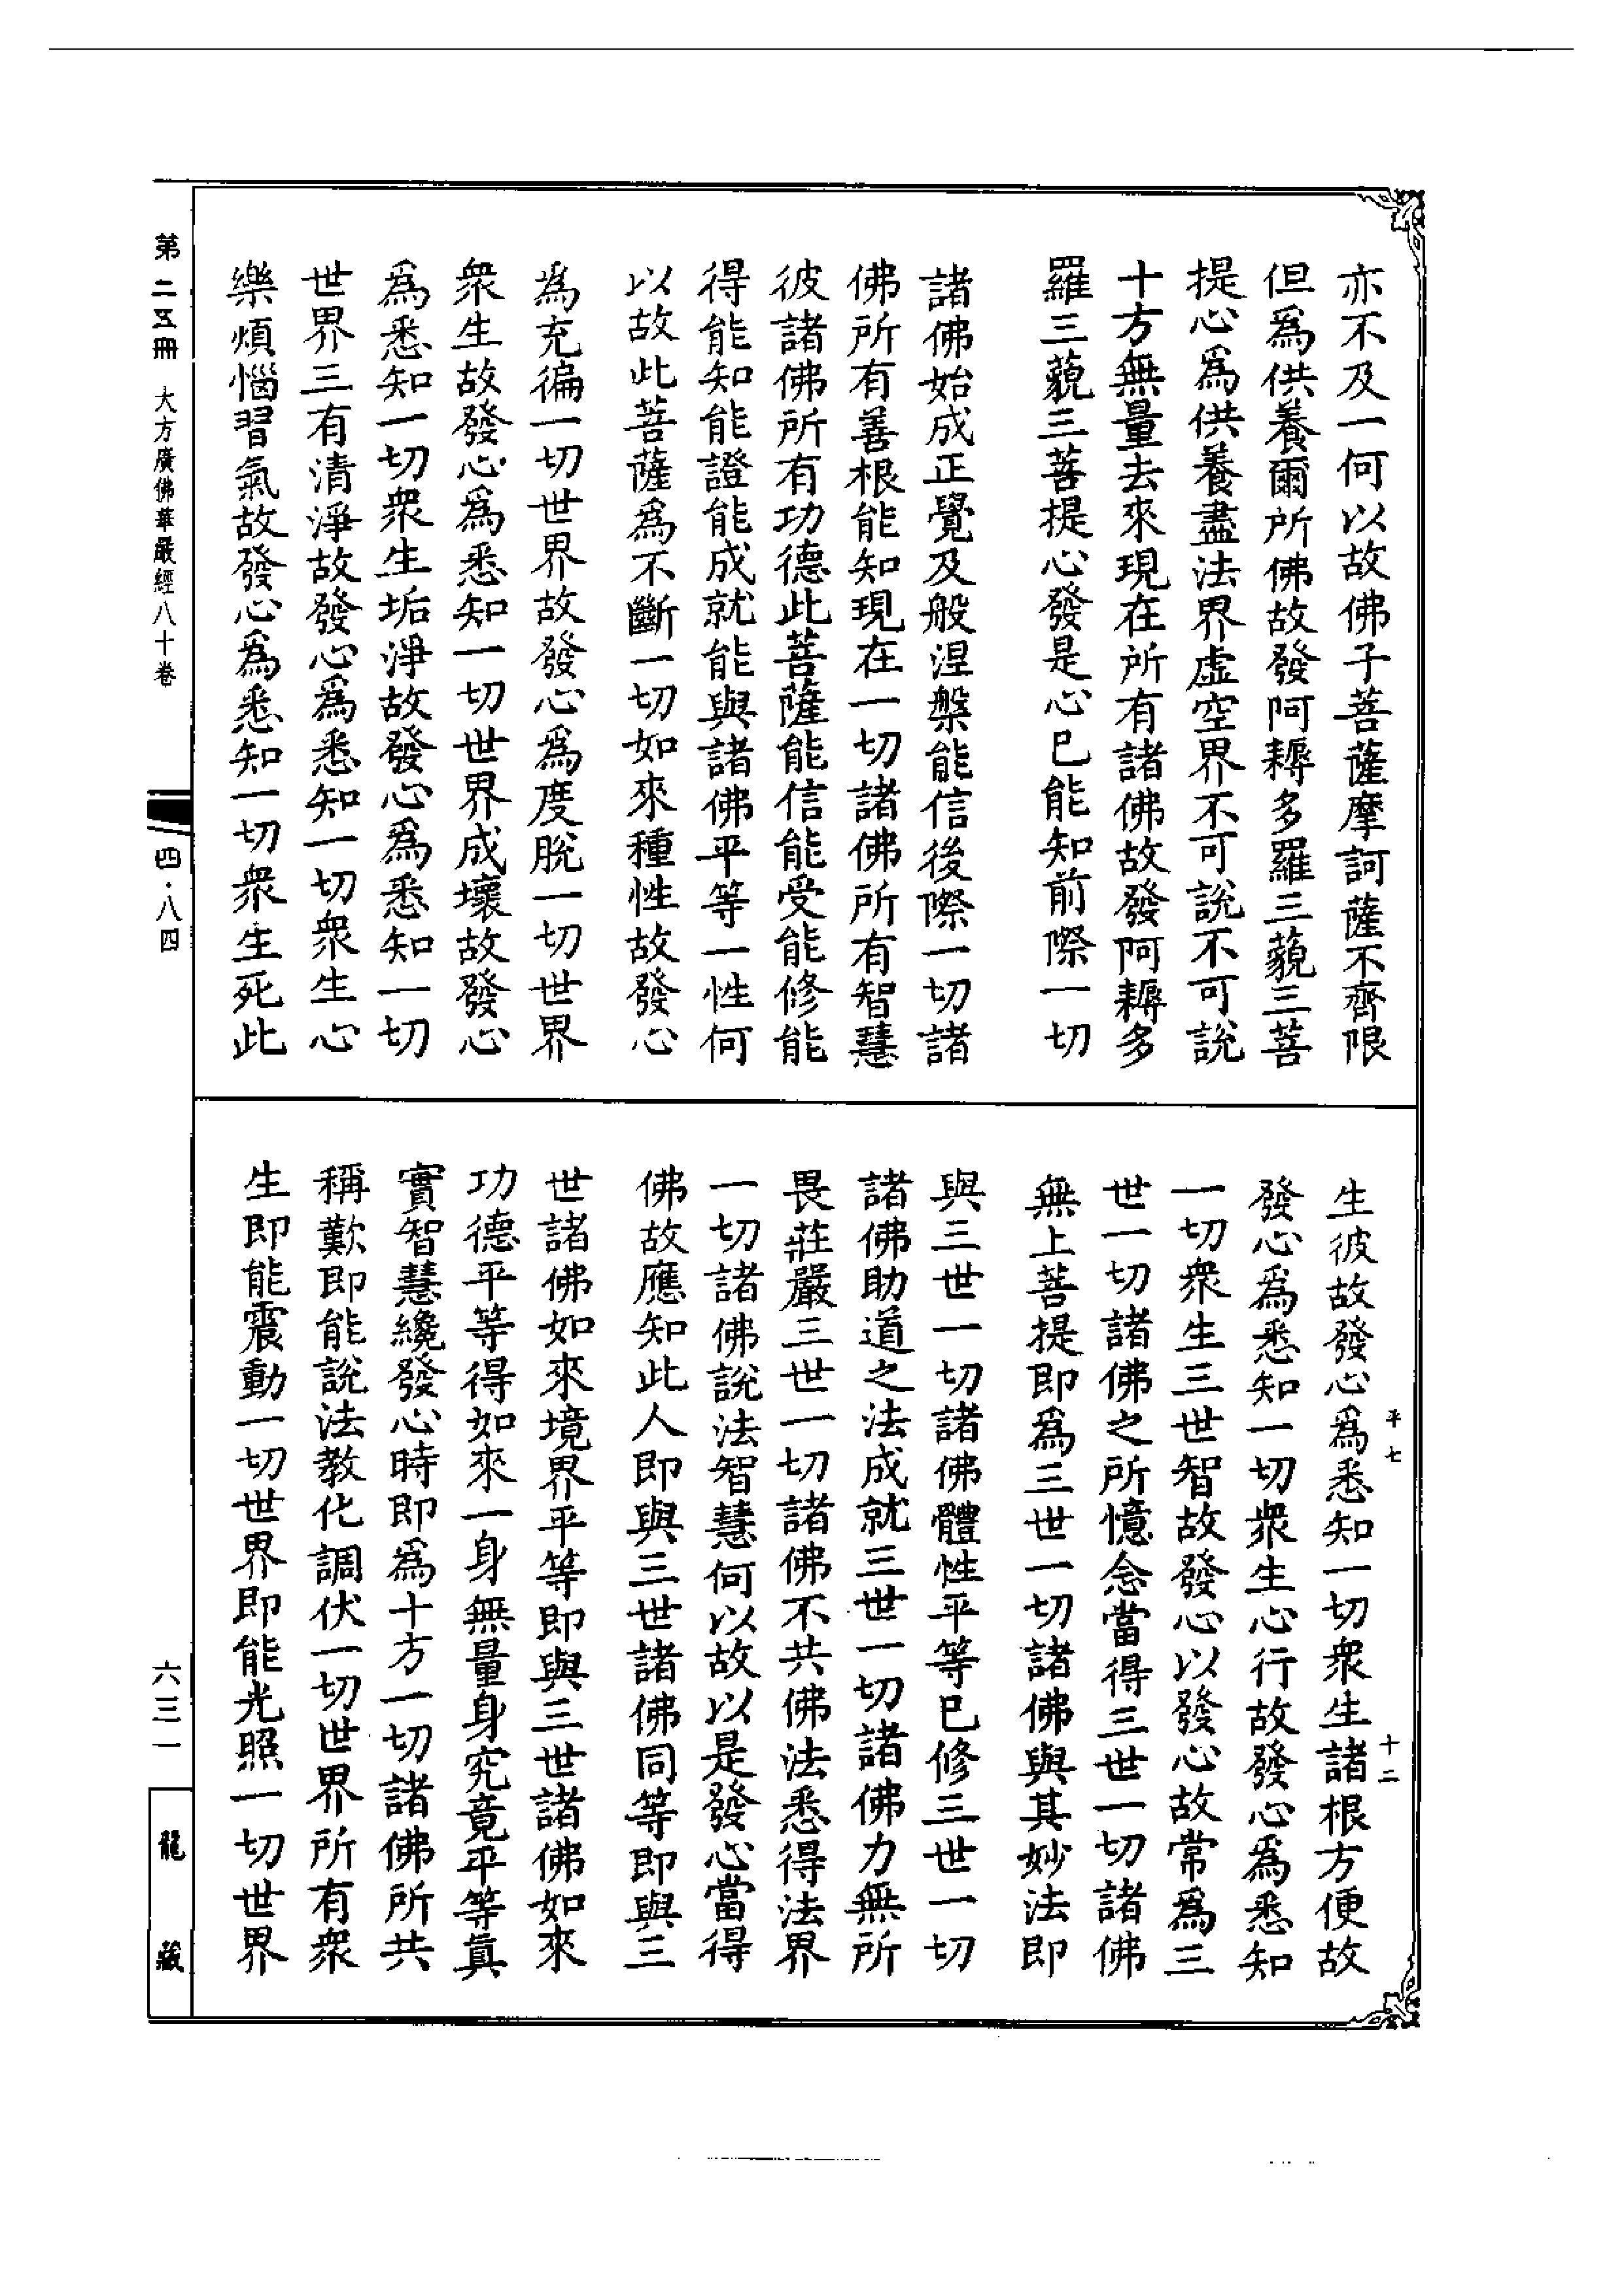 亦不及一何以故佛子菩薩摩訶薩不齊限
但爲供養爾所佛故發阿耨多羅三藐三菩
提心爲供養盡法界虛空界不可說不可說
十方無量去來現在所有諸佛故發阿耨多
羅三藐三菩提心發是心已能知前際一切
諸佛始成正覺及般涅槃能信後際一切諸
佛所有善根能知現在一切諸佛所有智慧
彼諸佛所有功德此菩薩能信能受能修能
得能知能證能成就能與諸佛平等一性何
以故此菩薩爲不斷一切如來種性故發心
爲充徧一切世界故發心爲度脫一切世界
衆生故發心爲悉知一切世界成壞故發心
爲悉知一切衆生垢淨故發心爲悉知一切
世界三有清淨故發心爲悉知一切衆生心
樂煩惱習氣故發心爲悉知一切衆生死此
生彼故發心爲悉知一切衆生諸根方便故
發心爲悉知一切衆生心行故發心爲悉知
一切衆生三世智故發心以發心故常爲三
世一切諸佛之所憶念當得三世一切諸佛
無上菩提即爲三世一切諸佛與其妙法即
與三世一切諸佛體性平等已修三世一切
諸佛助道之法成就三世一切諸佛力無所
畏莊嚴三世一切諸佛不共佛法悉得法界
一切諸佛說法智慧何以故以是發心當得
佛故應知此人即與三世諸佛同等即與三
世諸佛如來境界平等即與三世諸佛如來
功德平等得如來一身無量身究竟平等真
實智慧纔發心時即爲十方一切諸佛所共
稱歎即能說法教化調伏一切世界所有衆
生即能震動一切世界即能光照一切世界
平七
十二
第二五冊
大方廣佛華嚴經八十卷
四·八四
六三一
龍藏